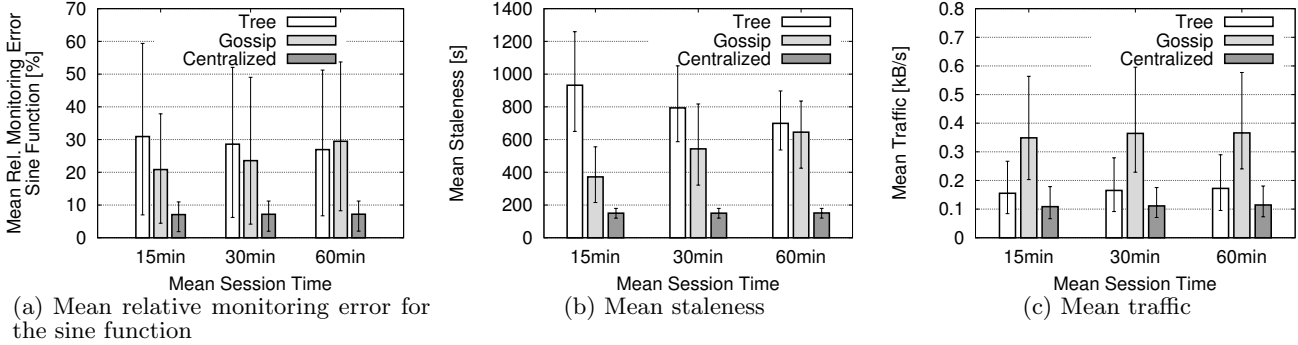 Mean Rel. Monitoring Error
Sine Function [%]
70
60
50
40
30
20
10
0
Tree
Gossip
Centralized
15min 30min 60min
Mean Session Time
(a) Mean relative monitoring error for
the sine function
Mean Staleness [s]
1400
1200
1000
800
600
400
200
0
Tree
Gossip
Centralized
15min 30min 60min
Mean Session Time
(b) Mean staleness
Mean Traffic [kB/s]
0.8
0.7
0.6
0.5
0.4
0.3
0.2
0.1
0
Tree
Gossip
Centralized
15min 30min 60min
Mean Session Time
(c) Mean traffic